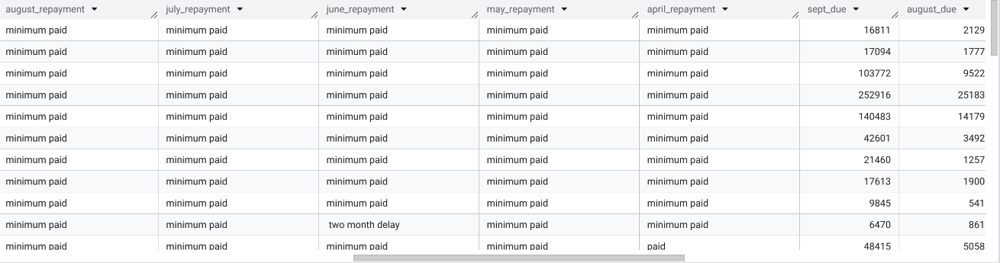 august_repayment july_repayment june_repayment may_repayment april_repayment sept_due august_due
minimum paid minimum paid minimum paid minimum paid minimum paid 16811 2129
minimum paid minimum paid minimum paid minimum paid minimum paid 17094 1777
minimum paid minimum paid minimum paid minimum paid minimum paid 103772 9522
minimum paid minimum paid minimum paid minimum paid minimum paid 252916 25183
minimum paid minimum paid minimum paid minimum paid minimum paid 140483 14179
minimum paid minimum paid minimum paid minimum paid minimum paid 42601 3492
minimum paid minimum paid minimum paid minimum paid minimum paid 21460 1257
minimum paid minimum paid minimum paid minimum paid minimum paid 17613 1900
minimum paid minimum paid minimum paid minimum paid minimum paid 9845 541
minimum paid minimum paid two month delay minimum paid minimum paid 6470 861
minimum paid minimum paid minimum paid minimum paid paid 48415 5058